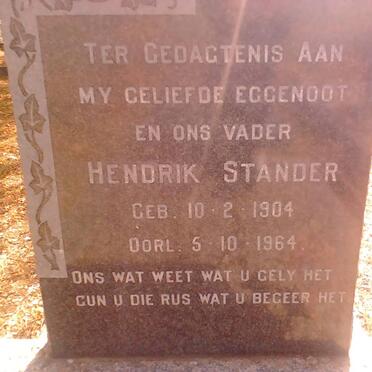 TER GEDAGTENIS AAN
MY GELIEFDE EGGENOOT
EN ONS VADER
HENDRIK STANDER
GEB. 10-2-1904
OORL. 5-10-1964.
ONS WAT WEET WAT U GELY HET
GUN U DIE RUS WAT U BEGEER HET